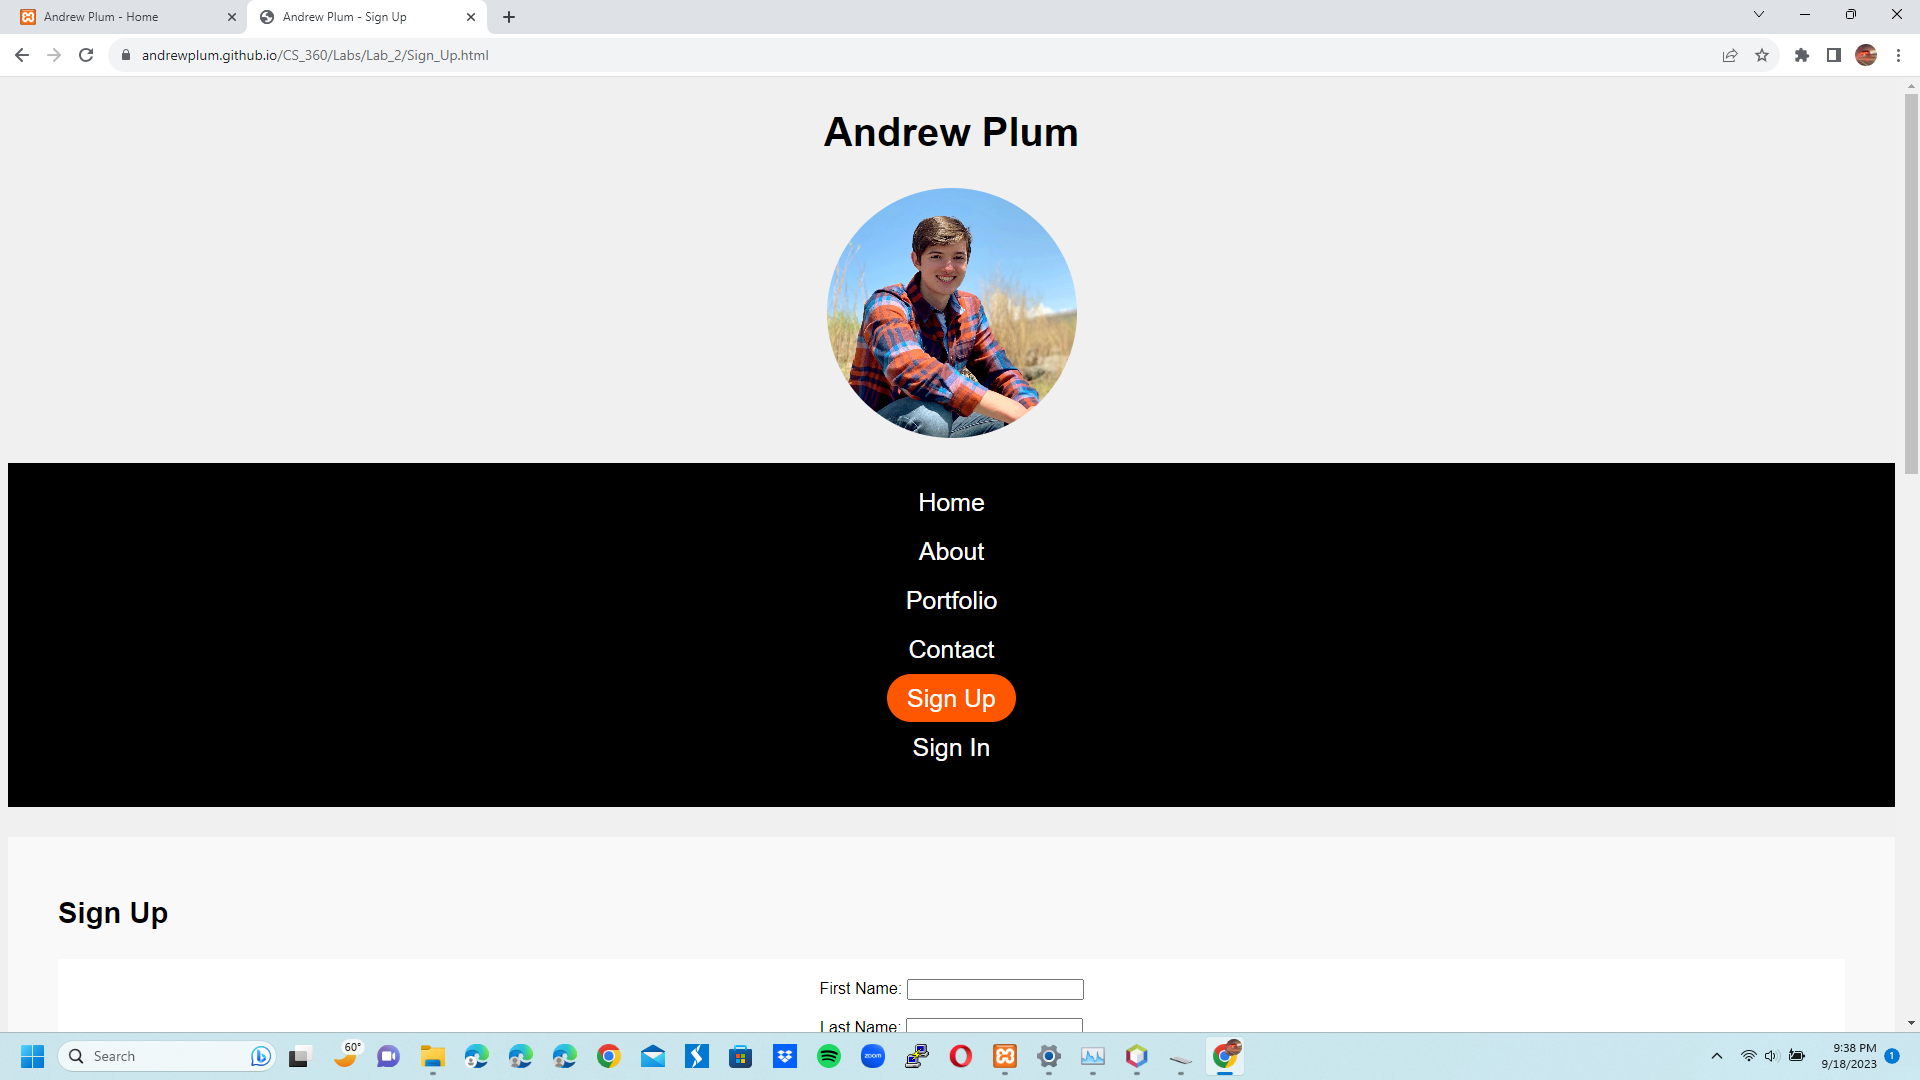 Andrew Plum - Home
Andrew Plum - Sign Up
andrewplum.github.io/CS_360/Labs/Lab_2/Sign_Up.html
Andrew Plum
Home
About
Portfolio
Contact
Sign Up
Sign In
Sign Up
First Name:
Last Name:
Search
60°
zoom
9:38 PM
9/18/2023
1